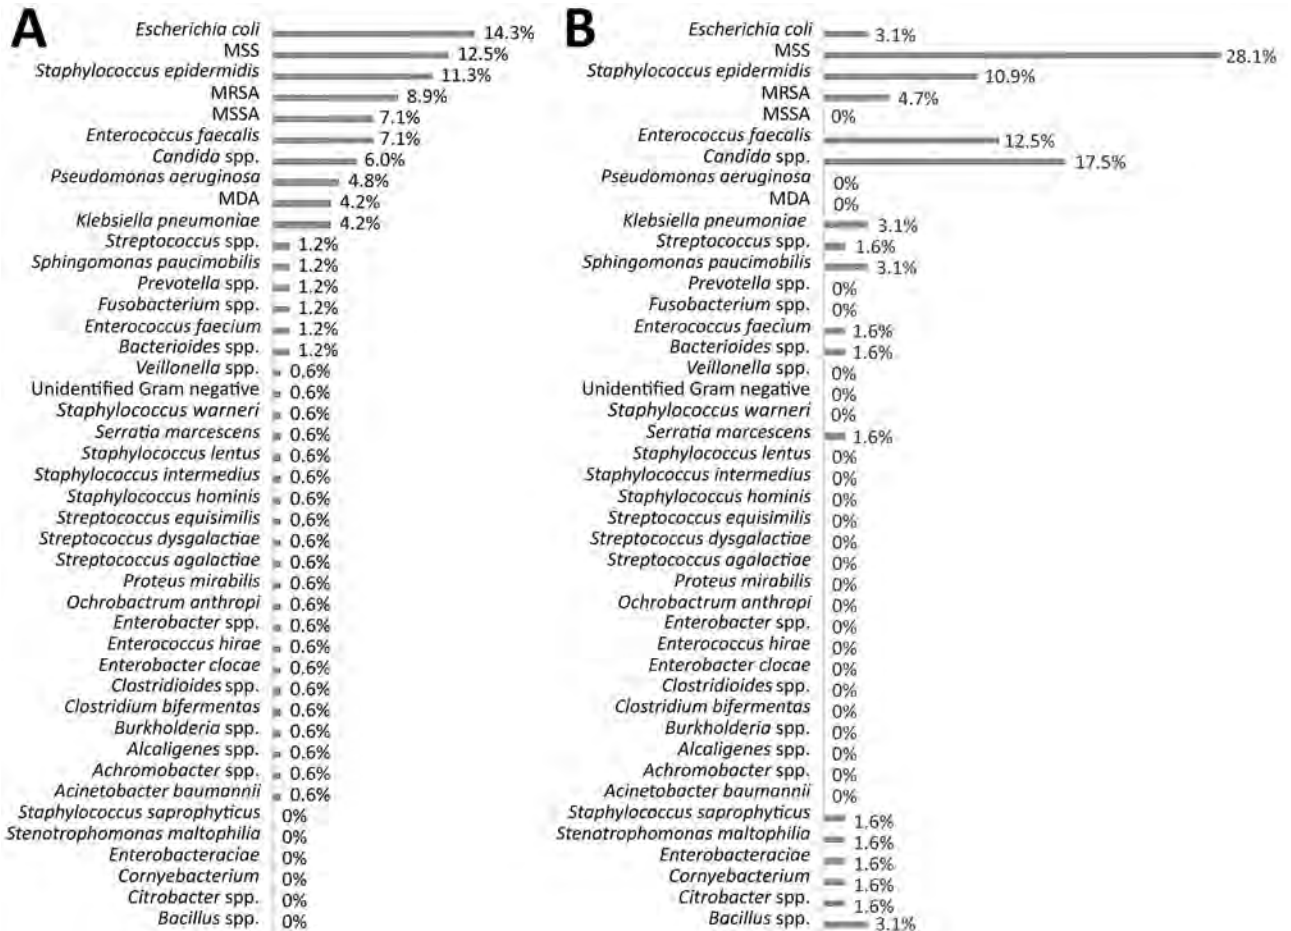 A
Escherichia coli 14.3%
MSS 12.5%
Staphylococcus epidermidis 11.3%
MRSA 8.9%
MSSA 7.1%
Enterococcus faecalis 7.1%
Candida spp. 6.0%
Pseudomonas aeruginosa 4.8%
MDA 4.2%
Klebsiella pneumoniae 4.2%
Streptococcus spp. 1.2%
Sphingomonas paucimobilis 1.2%
Prevotella spp. 1.2%
Fusobacterium spp. 1.2%
Enterococcus faecium 1.2%
Bacterioides spp. 1.2%
Veillonella spp. 0.6%
Unidentified Gram negative 0.6%
Staphylococcus warneri 0.6%
Serratia marcescens 0.6%
Staphylococcus lentus 0.6%
Staphylococcus intermedius 0.6%
Staphylococcus hominis 0.6%
Streptococcus equisimilis 0.6%
Streptococcus dysgalactiae 0.6%
Streptococcus agalactiae 0.6%
Proteus mirabilis 0.6%
Ochrobactrum anthropi 0.6%
Enterobacter spp. 0.6%
Enterococcus hirae 0.6%
Enterobacter clocae 0.6%
Clostridioides spp. 0.6%
Clostridium bifermentas 0.6%
Burkholderia spp. 0.6%
Alcaligenes spp. 0.6%
Achromobacter spp. 0.6%
Acinetobacter baumannii 0.6%
Staphylococcus saprophyticus 0%
Stenotrophomonas maltophilia 0%
Enterobacteraciae 0%
Cornyebacterium 0%
Citrobacter spp. 0%
Bacillus spp. 0%
B
Escherichia coli 3.1%
MSS 28.1%
Staphylococcus epidermidis 10.9%
MRSA 4.7%
MSSA 0%
Enterococcus faecalis 12.5%
Candida spp. 17.5%
Pseudomonas aeruginosa 0%
MDA 0%
Klebsiella pneumoniae 3.1%
Streptococcus spp. 1.6%
Sphingomonas paucimobilis 3.1%
Prevotella spp. 0%
Fusobacterium spp. 0%
Enterococcus faecium 1.6%
Bacterioides spp. 1.6%
Veillonella spp. 0%
Unidentified Gram negative 0%
Staphylococcus warneri 0%
Serratia marcescens 1.6%
Staphylococcus lentus 0%
Staphylococcus intermedius 0%
Staphylococcus hominis 0%
Streptococcus equisimilis 0%
Streptococcus dysgalactiae 0%
Streptococcus agalactiae 0%
Proteus mirabilis 0%
Ochrobactrum anthropi 0%
Enterobacter spp. 0%
Enterococcus hirae 0%
Enterobacter clocae 0%
Clostridioides spp. 0%
Clostridium bifermentas 0%
Burkholderia spp. 0%
Alcaligenes spp. 0%
Achromobacter spp. 0%
Acinetobacter baumannii 0%
Staphylococcus saprophyticus 1.6%
Stenotrophomonas maltophilia 1.6%
Enterobacteraciae 1.6%
Cornyebacterium 1.6%
Citrobacter spp. 1.6%
Bacillus spp. 3.1%